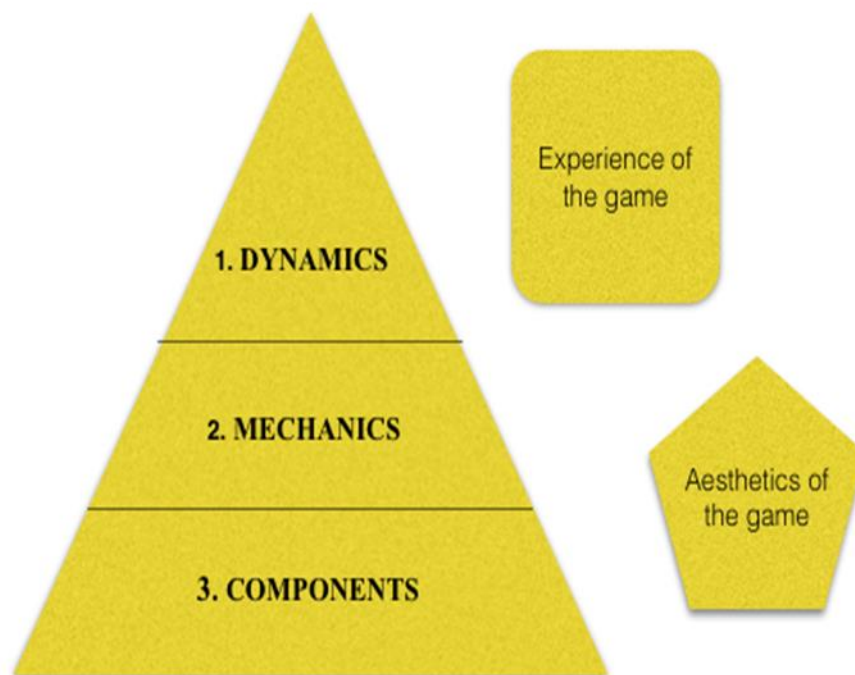 1. DYNAMICS
2. MECHANICS
3. COMPONENTS
Experience of
the game
Aesthetics of
the game